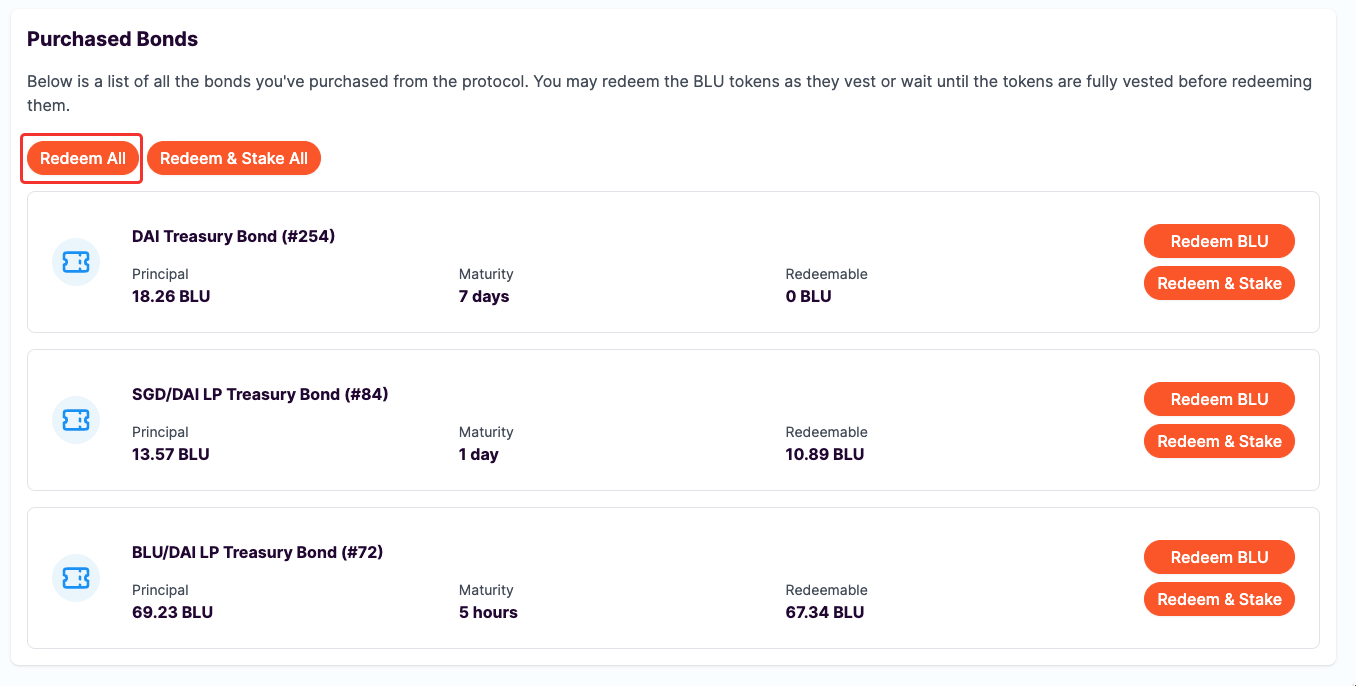 Purchased Bonds
Below is a list of all the bonds you've purchased from the protocol. You may redeem the BLU tokens as they vest or wait until the tokens are fully vested before redeeming
them.
Redeem All Redeem & Stake All
DAI Treasury Bond (#254)
Principal Maturity Redeemable
18.26 BLU 7 days 0 BLU
Redeem BLU
Redeem & Stake
SGD/DAI LP Treasury Bond (#84)
Principal Maturity Redeemable
13.57 BLU 1 day 10.89 BLU
Redeem BLU
Redeem & Stake
BLU/DAI LP Treasury Bond (#72)
Principal Maturity Redeemable
69.23 BLU 5 hours 67.34 BLU
Redeem BLU
Redeem & Stake